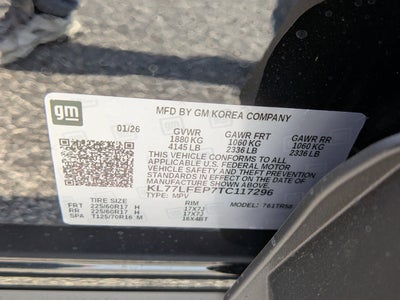 gm
MFD BY GM KOREA COMPANY
01/26 GVWR GAWR FRT GAWR RR
1880 KG 1060 KG 1060 KG
4145 LB 2336 LB 2336 LB
THIS VEHICLE CONFORMS TO ALL
APPLICABLE U.S. FEDERAL MOTOR
VEHICLE SAFETY AND THEFT PREVENTION
STANDARDS IN EFFECT ON THE DATE OF
MANUFACTURE SHOWN ABOVE.
KL77LFEP7TC117296
TYPE: MPV MODEL:
TIRE SIZE RIM
FRT 225/60R17 H 17X7J
RR 225/60R17 H 17X7J
SPA T125/70R16 M 16X4BT